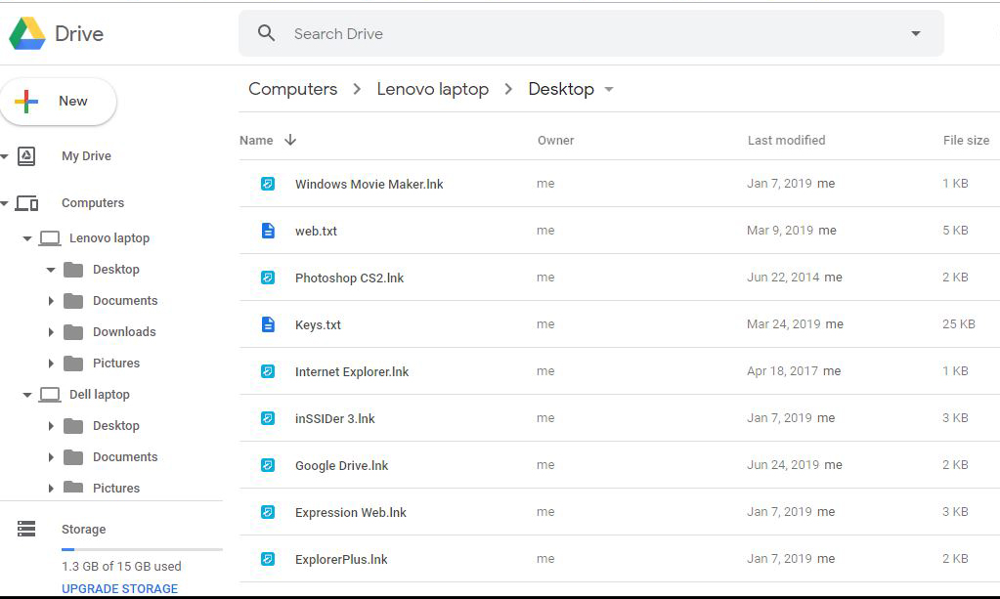 Drive
Search Drive
New
My Drive
Computers
Lenovo laptop
Desktop
Documents
Downloads
Pictures
Dell laptop
Desktop
Documents
Pictures
Storage
1.3 GB of 15 GB used
UPGRADE STORAGE
Computers > Lenovo laptop > Desktop
Name Owner Last modified File size
Windows Movie Maker.lnk me Jan 7, 2019 me 1 KB
web.txt me Mar 9, 2019 me 5 KB
Photoshop CS2.lnk me Jun 22, 2014 me 2 KB
Keys.txt me Mar 24, 2019 me 25 KB
Internet Explorer.lnk me Apr 18, 2017 me 1 KB
inSSIDer 3.lnk me Jan 7, 2019 me 3 KB
Google Drive.lnk me Jun 24, 2019 me 2 KB
Expression Web.lnk me Jan 7, 2019 me 3 KB
ExplorerPlus.lnk me Jan 7, 2019 me 2 KB